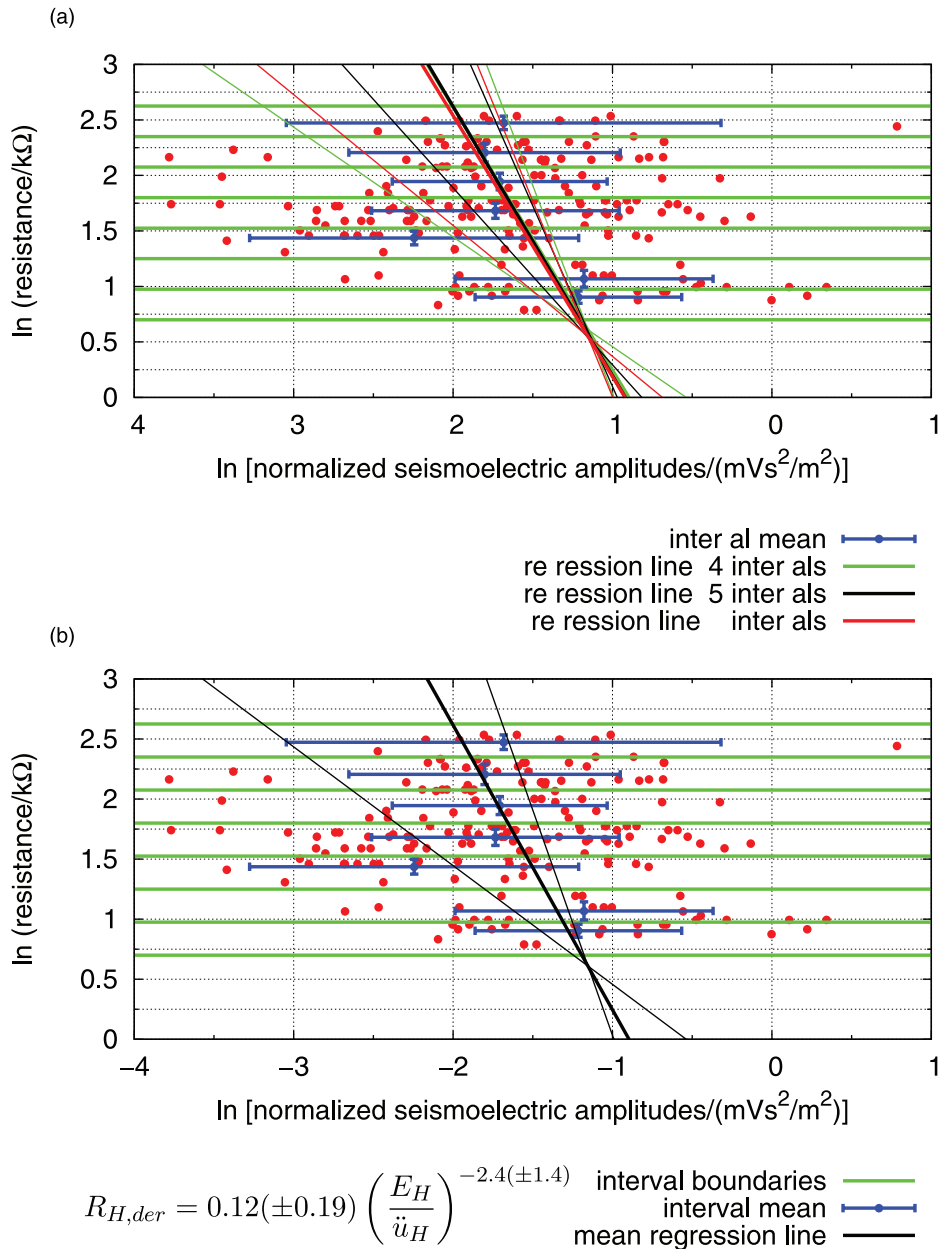 (a)
3
2.5
2
1.5
1
0.5
0
4 3 2 1 0 1
ln (resistance/kΩ)
ln [normalized seismoelectric amplitudes/(mVs²/m²)]
inter al mean
re ression line 4 inter als
re ression line 5 inter als
re ression line inter als
(b)
3
2.5
2
1.5
1
0.5
0
−4 −3 −2 −1 0 1
ln (resistance/kΩ)
ln [normalized seismoelectric amplitudes/(mVs²/m²)]
R_{H,der} = 0.12(±0.19) (E_H / ü_H)^{−2.4(±1.4)}
interval boundaries
interval mean
mean regression line